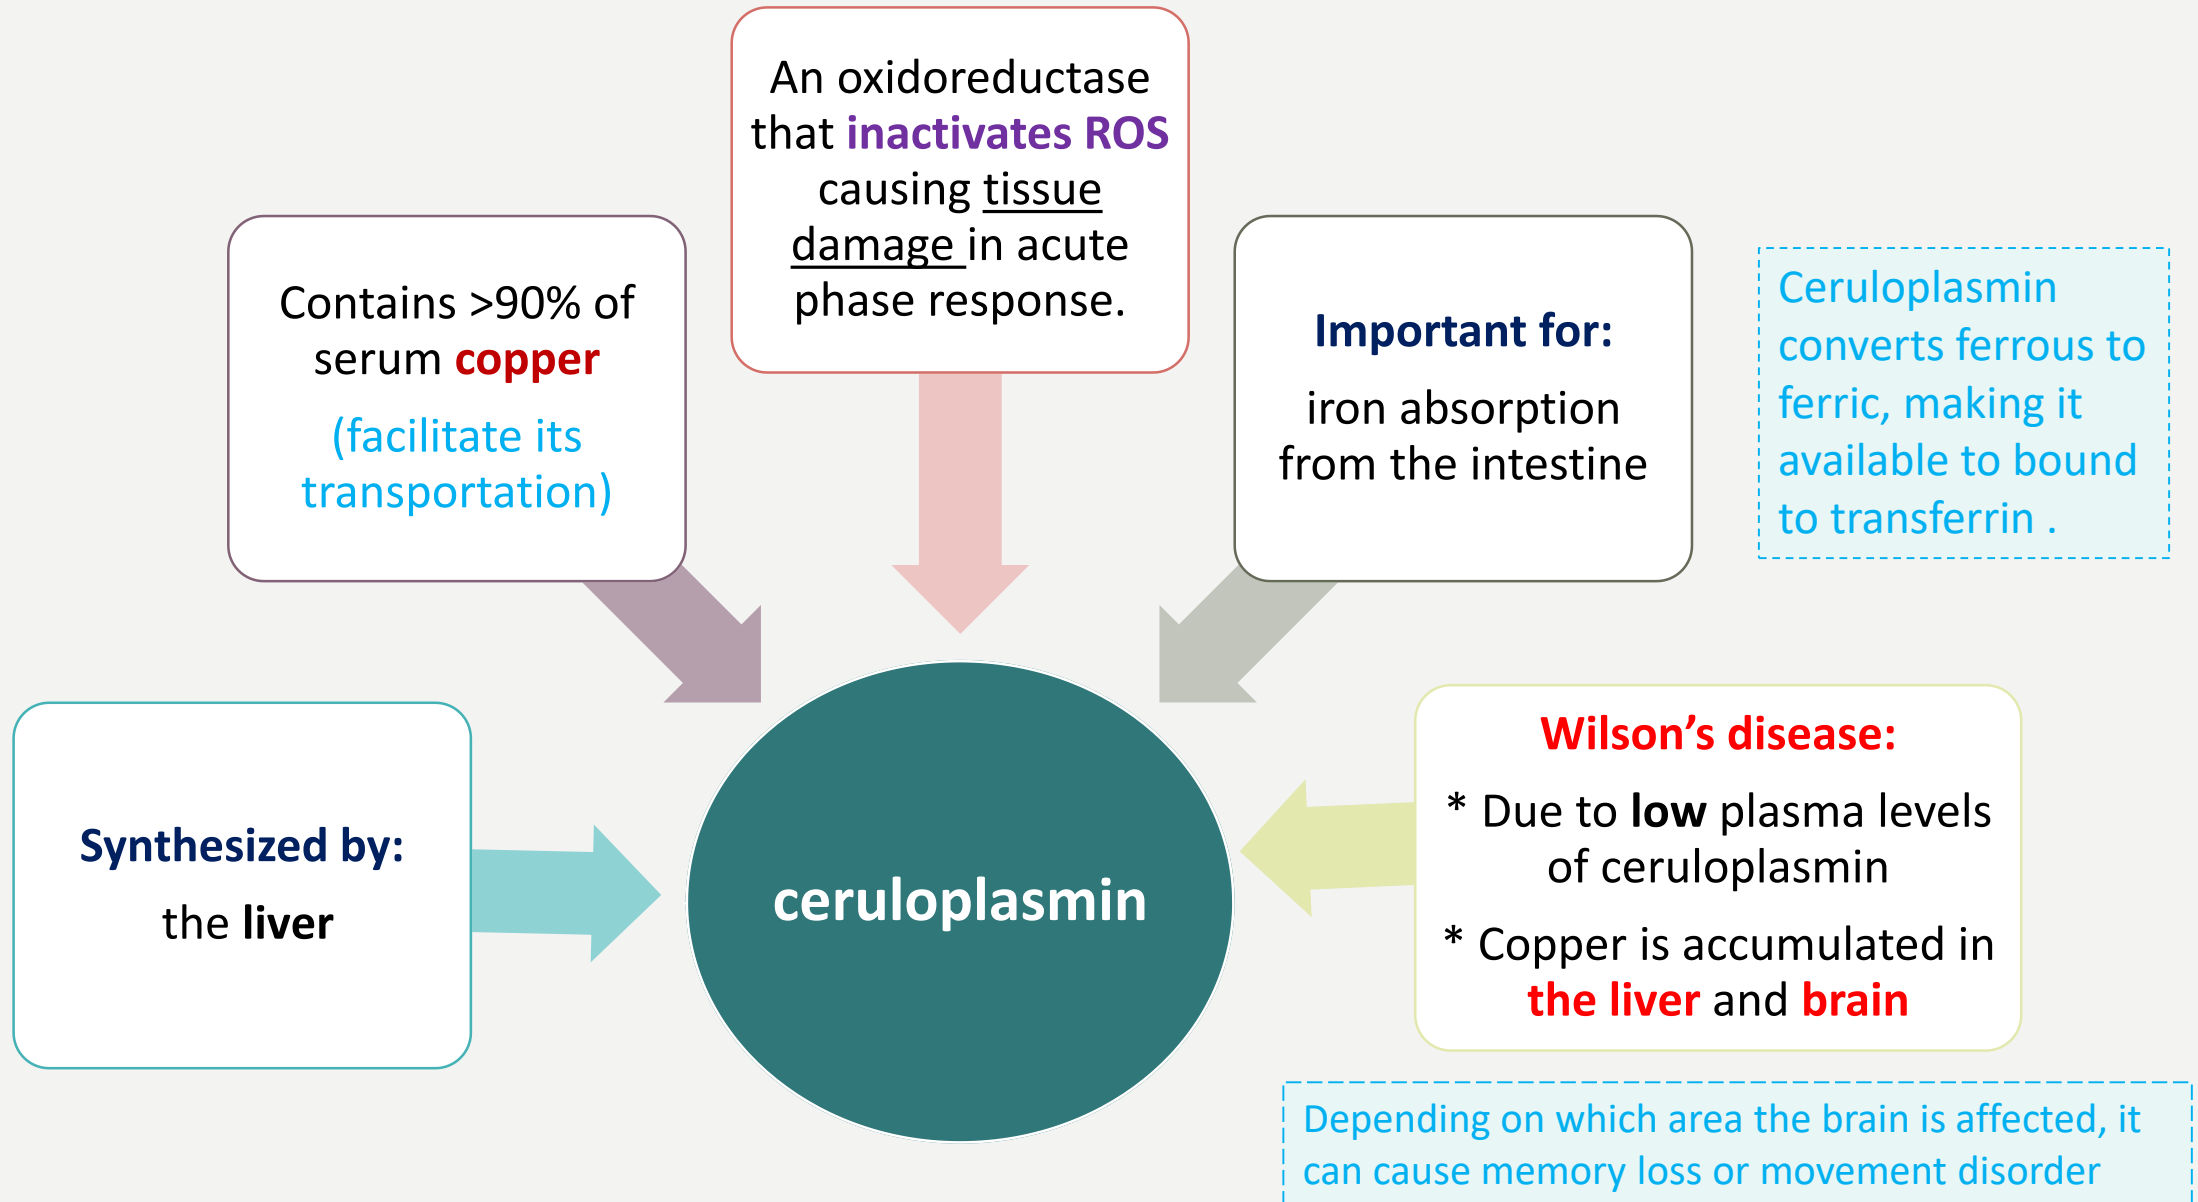 An oxidoreductase
that inactivates ROS
causing tissue
damage in acute
phase response.
Contains >90% of
serum copper
(facilitate its
transportation)
Important for:
iron absorption
from the intestine
Ceruloplasmin
converts ferrous to
ferric, making it
available to bound
to transferrin .
Synthesized by:
the liver
ceruloplasmin
Wilson’s disease:
* Due to low plasma levels
of ceruloplasmin
* Copper is accumulated in
the liver and brain
Depending on which area the brain is affected, it
can cause memory loss or movement disorder